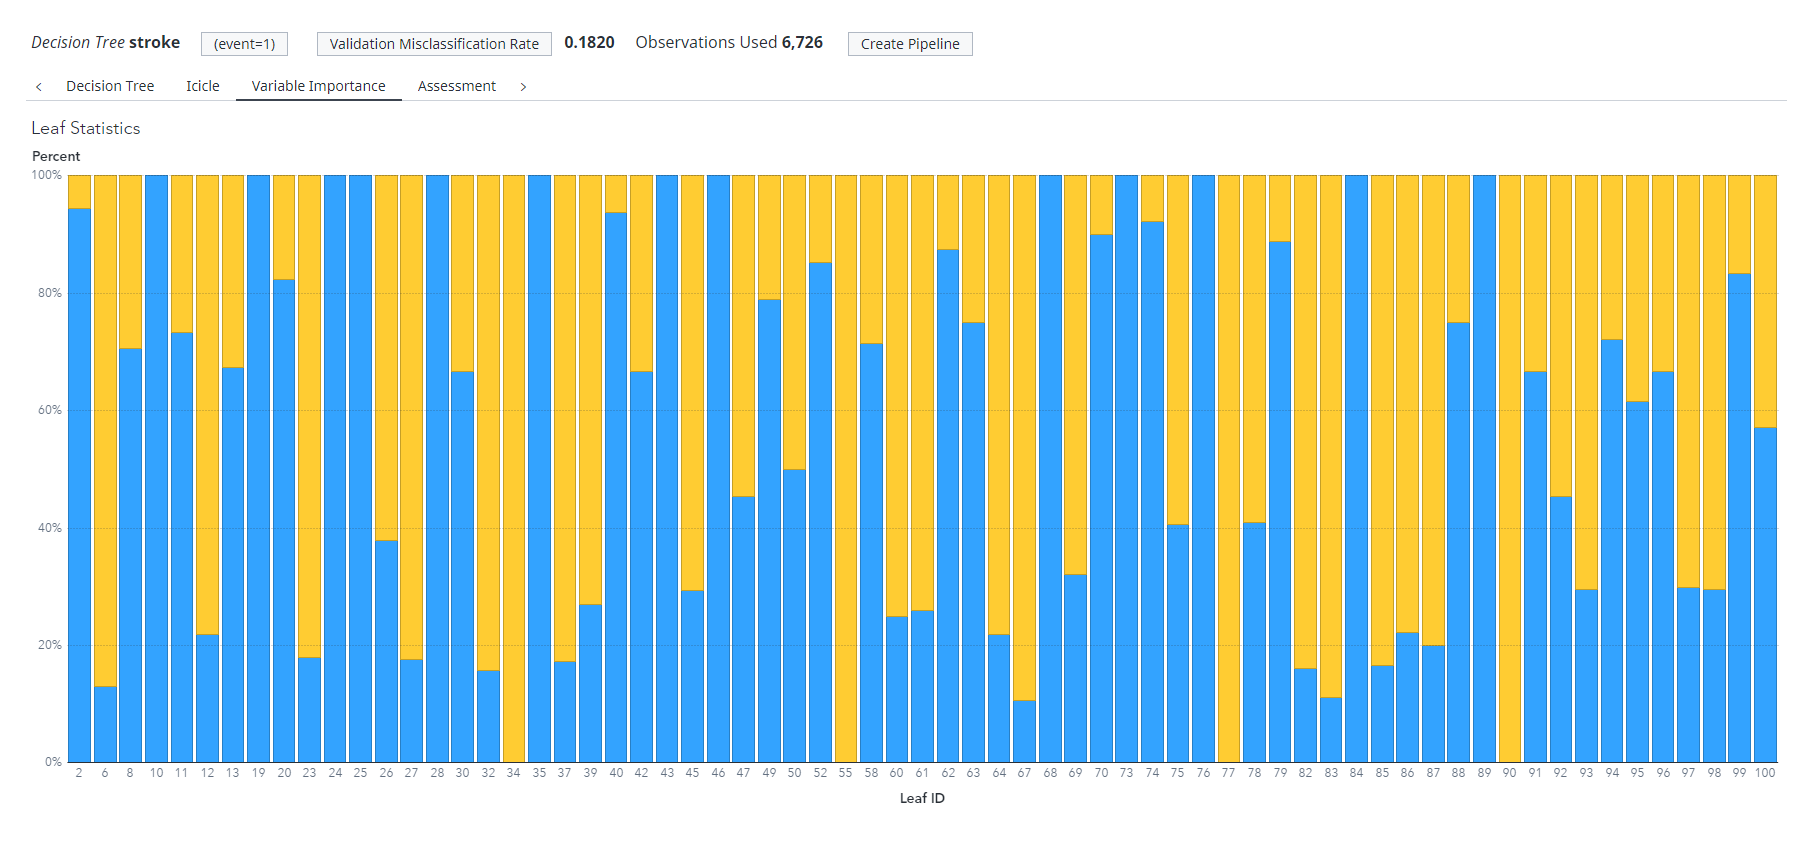 Decision Tree stroke (event=1) Validation Misclassification Rate 0.1820 Observations Used 6,726 Create Pipeline
< Decision Tree Icicle Variable Importance Assessment >
Leaf Statistics
Percent
100%
80%
60%
40%
20%
0%
2 6 8 10 11 12 13 19 20 23 24 25 26 27 28 30 32 34 35 37 39 40 42 43 45 46 47 49 50 52 55 58 60 61 62 63 64 67 68 69 70 73 74 75 76 77 78 79 82 83 84 85 86 87 88 89 90 91 92 93 94 95 96 97 98 99 100
Leaf ID